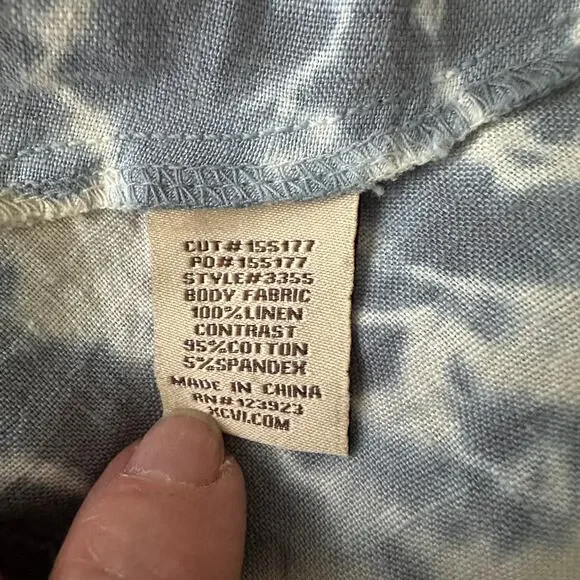 CUT#155177
PO#155177
STYLE#3355
BODY FABRIC
100%LINEN
CONTRAST
95%COTTON
5%SPANDEX
MADE IN CHINA
RN#123923
XCVI.COM